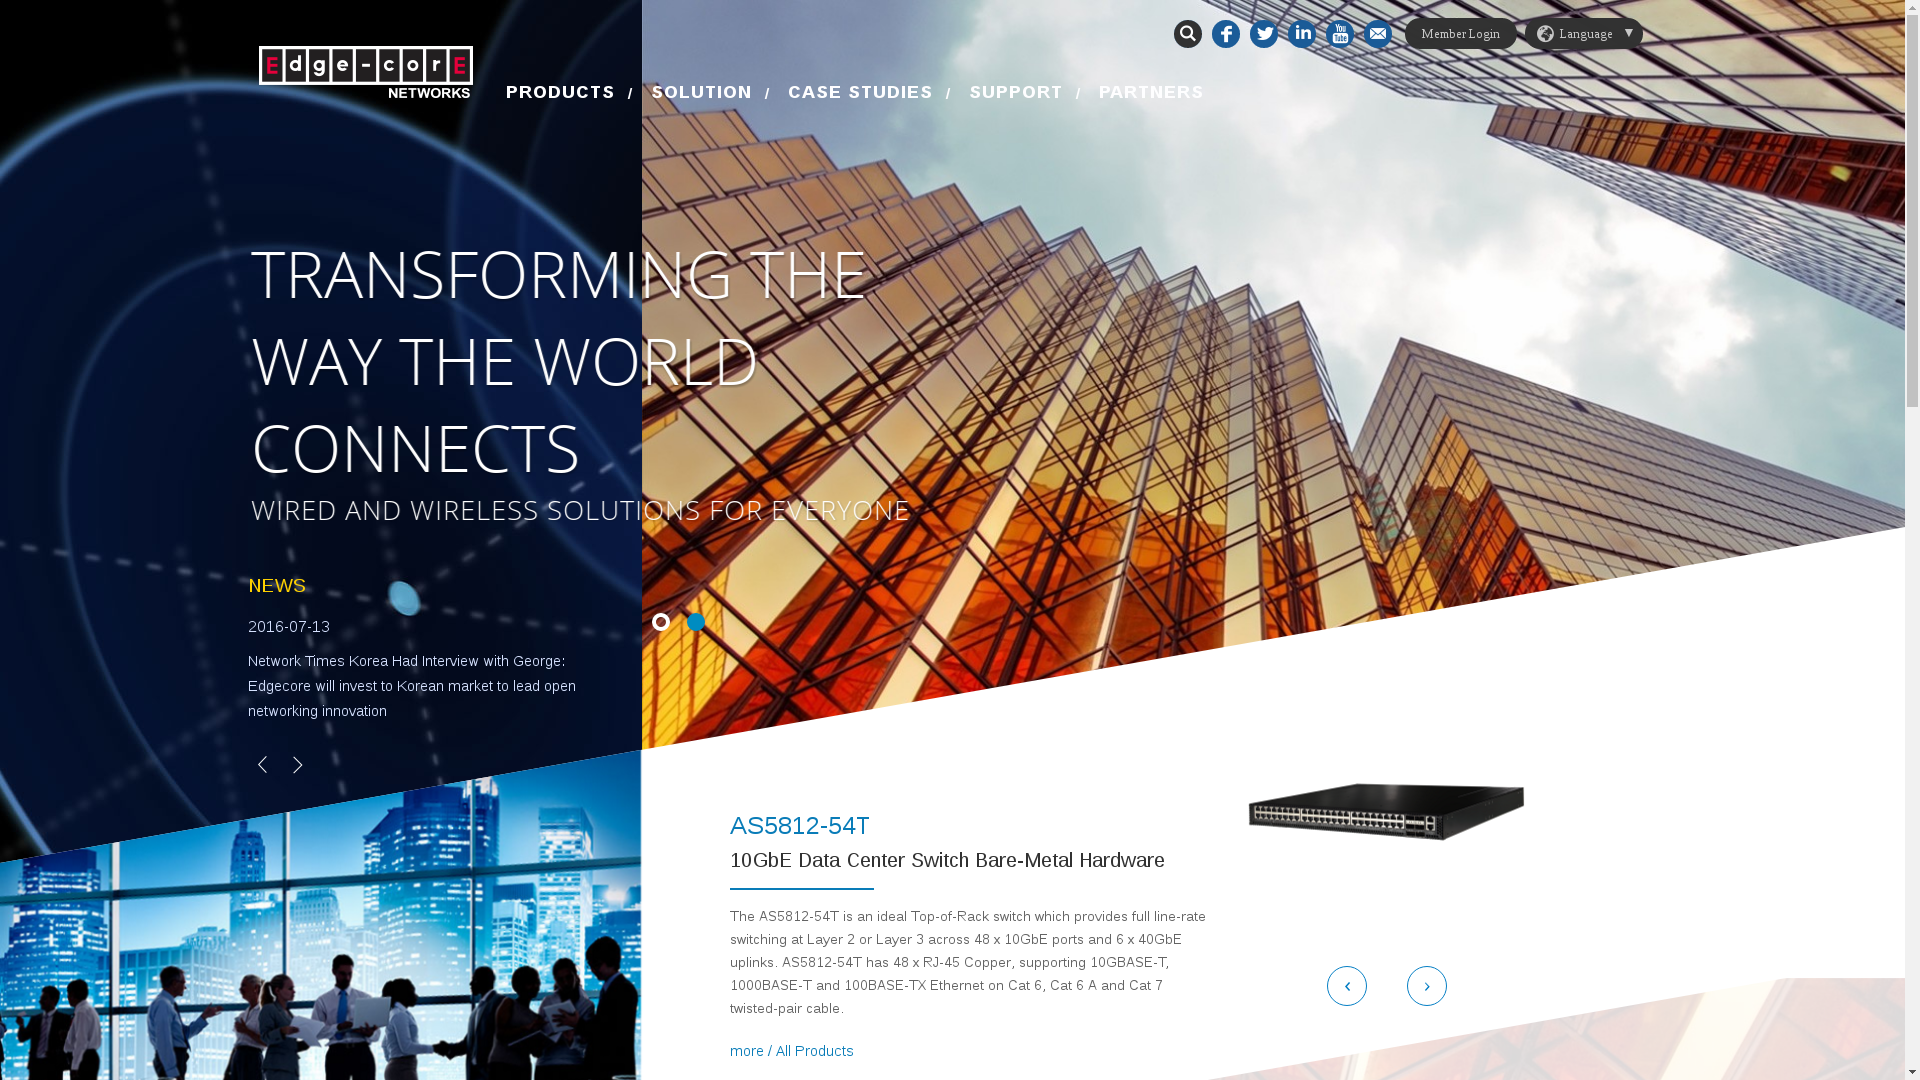 Edge-corE
NETWORKS
Member Login
Language
PRODUCTS / SOLUTION / CASE STUDIES / SUPPORT / PARTNERS
TRANSFORMING THE
WAY THE WORLD
CONNECTS
WIRED AND WIRELESS SOLUTIONS FOR EVERYONE
NEWS
2016-07-13
Network Times Korea Had Interview with George:
Edgecore will invest to Korean market to lead open
networking innovation
AS5812-54T
10GbE Data Center Switch Bare-Metal Hardware
The AS5812-54T is an ideal Top-of-Rack switch which provides full line-rate
switching at Layer 2 or Layer 3 across 48 x 10GbE ports and 6 x 40GbE
uplinks. AS5812-54T has 48 x RJ-45 Copper, supporting 10GBASE-T,
1000BASE-T and 100BASE-TX Ethernet on Cat 6, Cat 6 A and Cat 7
twisted-pair cable.
more / All Products